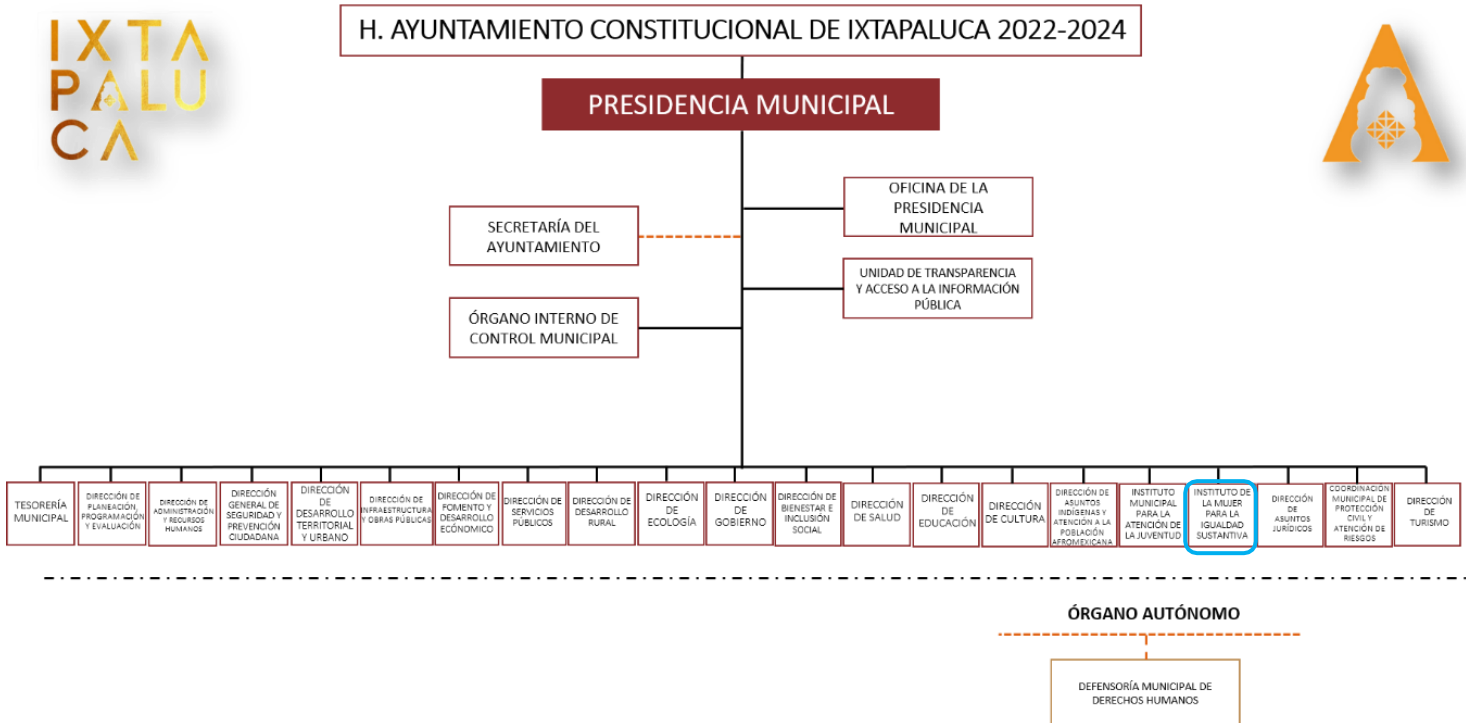 IXTA
PALU
CA
H. AYUNTAMIENTO CONSTITUCIONAL DE IXTAPALUCA 2022-2024
PRESIDENCIA MUNICIPAL
OFICINA DE LA
PRESIDENCIA
MUNICIPAL
SECRETARÍA DEL
AYUNTAMIENTO
UNIDAD DE TRANSPARENCIA
Y ACCESO A LA INFORMACIÓN
PÚBLICA
ÓRGANO INTERNO DE
CONTROL MUNICIPAL
TESORERÍA
MUNICIPAL
DIRECCIÓN DE
PLANEACIÓN,
PROGRAMACIÓN
Y EVALUACIÓN
DIRECCIÓN DE
ADMINISTRACIÓN
Y RECURSOS
HUMANOS
DIRECCIÓN
GENERAL DE
SEGURIDAD Y
PREVENCIÓN
CIUDADANA
DIRECCIÓN
DE
DESARROLLO
TERRITORIAL
Y URBANO
DIRECCIÓN DE
INFRAESTRUCTURA
Y OBRAS PÚBLICAS
DIRECCIÓN DE
FOMENTO Y
DESARROLLO
ECÓNOMICO
DIRECCIÓN DE
SERVICIOS
PÚBLICOS
DIRECCIÓN DE
DESARROLLO
RURAL
DIRECCIÓN
DE
ECOLOGÍA
DIRECCIÓN
DE
GOBIERNO
DIRECCIÓN DE
BIENESTAR E
INCLUSIÓN
SOCIAL
DIRECCIÓN
DE SALUD
DIRECCIÓN
DE
EDUCACIÓN
DIRECCIÓN
DE CULTURA
DIRECCIÓN DE
ASUNTOS
INDÍGENAS Y
ATENCIÓN A LA
POBLACIÓN
AFROMEXICANA
INSTITUTO
MUNICIPAL
PARA LA
ATENCIÓN DE
LA JUVENTUD
INSTITUTO DE
LA MUJER
PARA LA
IGUALDAD
SUSTANTIVA
DIRECCIÓN
DE
ASUNTOS
JURÍDICOS
COORDINACIÓN
MUNICIPAL DE
PROTECCIÓN
CIVIL Y
ATENCIÓN DE
RIESGOS
DIRECCIÓN
DE
TURISMO
ÓRGANO AUTÓNOMO
DEFENSORÍA MUNICIPAL DE
DERECHOS HUMANOS